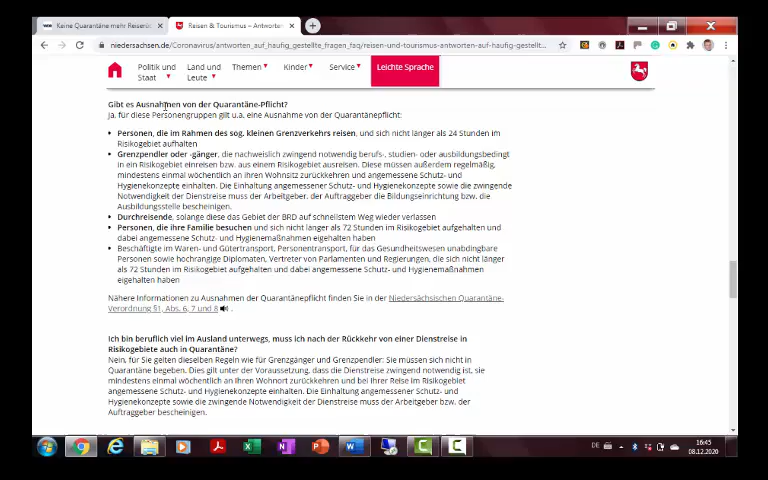 Keine Quarantäne mehr Reiserü
Reisen & Tourismus – Antworten
niedersachsen.de/Coronavirus/antworten_auf_haufig_gestellte_fragen_faq/reisen-und-tourismus-antworten-auf-haufig-gestellt...
Politik und Staat
Land und Leute
Themen
Kinder
Service
Leichte Sprache
Gibt es Ausnahmen von der Quarantäne-Pflicht?
Ja, für diese Personengruppen gilt u.a. eine Ausnahme von der Quarantänepflicht:
• Personen, die im Rahmen des sog. kleinen Grenzverkehrs reisen, und sich nicht länger als 24 Stunden im
Risikogebiet aufhalten
• Grenzpendler oder -gänger, die nachweislich zwingend notwendig berufs-, studien- oder ausbildungsbedingt
in ein Risikogebiet einreisen bzw. aus einem Risikogebiet ausreisen. Diese müssen außerdem regelmäßig,
mindestens einmal wöchentlich an ihren Wohnsitz zurückkehren und angemessene Schutz- und
Hygienekonzepte einhalten. Die Einhaltung angemessener Schutz- und Hygienekonzepte sowie die zwingende
Notwendigkeit der Dienstreise muss der Arbeitgeber, der Auftraggeber die Bildungseinrichtung bzw. die
Ausbildungsstelle bescheinigen.
• Durchreisende, solange diese das Gebiet der BRD auf schnellstem Weg wieder verlassen
• Personen, die ihre Familie besuchen und sich nicht länger als 72 Stunden im Risikogebiet aufgehalten und
dabei angemessene Schutz- und Hygienemaßnahmen eigehalten haben
• Beschäftigte im Waren- und Gütertransport, Personentransport, für das Gesundheitswesen unabdingbare
Personen sowie hochrangige Diplomaten, Vertreter von Parlamenten und Regierungen, die sich nicht länger
als 72 Stunden im Risikogebiet aufgehalten und dabei angemessene Schutz- und Hygienemaßnahmen
eigehalten haben
Nähere Informationen zu Ausnahmen der Quarantänepflicht finden Sie in der Niedersächsischen Quarantäne-
Verordnung §1, Abs. 6, 7 und 8 .
Ich bin beruflich viel im Ausland unterwegs, muss ich nach der Rückkehr von einer Dienstreise in
Risikogebiete auch in Quarantäne?
Nein, für Sie gelten dieselben Regeln wie für Grenzgänger und Grenzpendler: Sie müssen sich nicht in
Quarantäne begeben. Dies gilt unter der Voraussetzung, dass die Dienstreise zwingend notwendig ist, sie
mindestens einmal wöchentlich an Ihren Wohnort zurückkehren und bei Ihrer Reise im Risikogebiet
angemessene Schutz- und Hygienekonzepte einhalten. Die Einhaltung angemessener Schutz- und
Hygienekonzepte sowie die zwingende Notwendigkeit der Dienstreise muss der Arbeitgeber bzw. der
Auftraggeber bescheinigen.
DE
16:45
08.12.2020